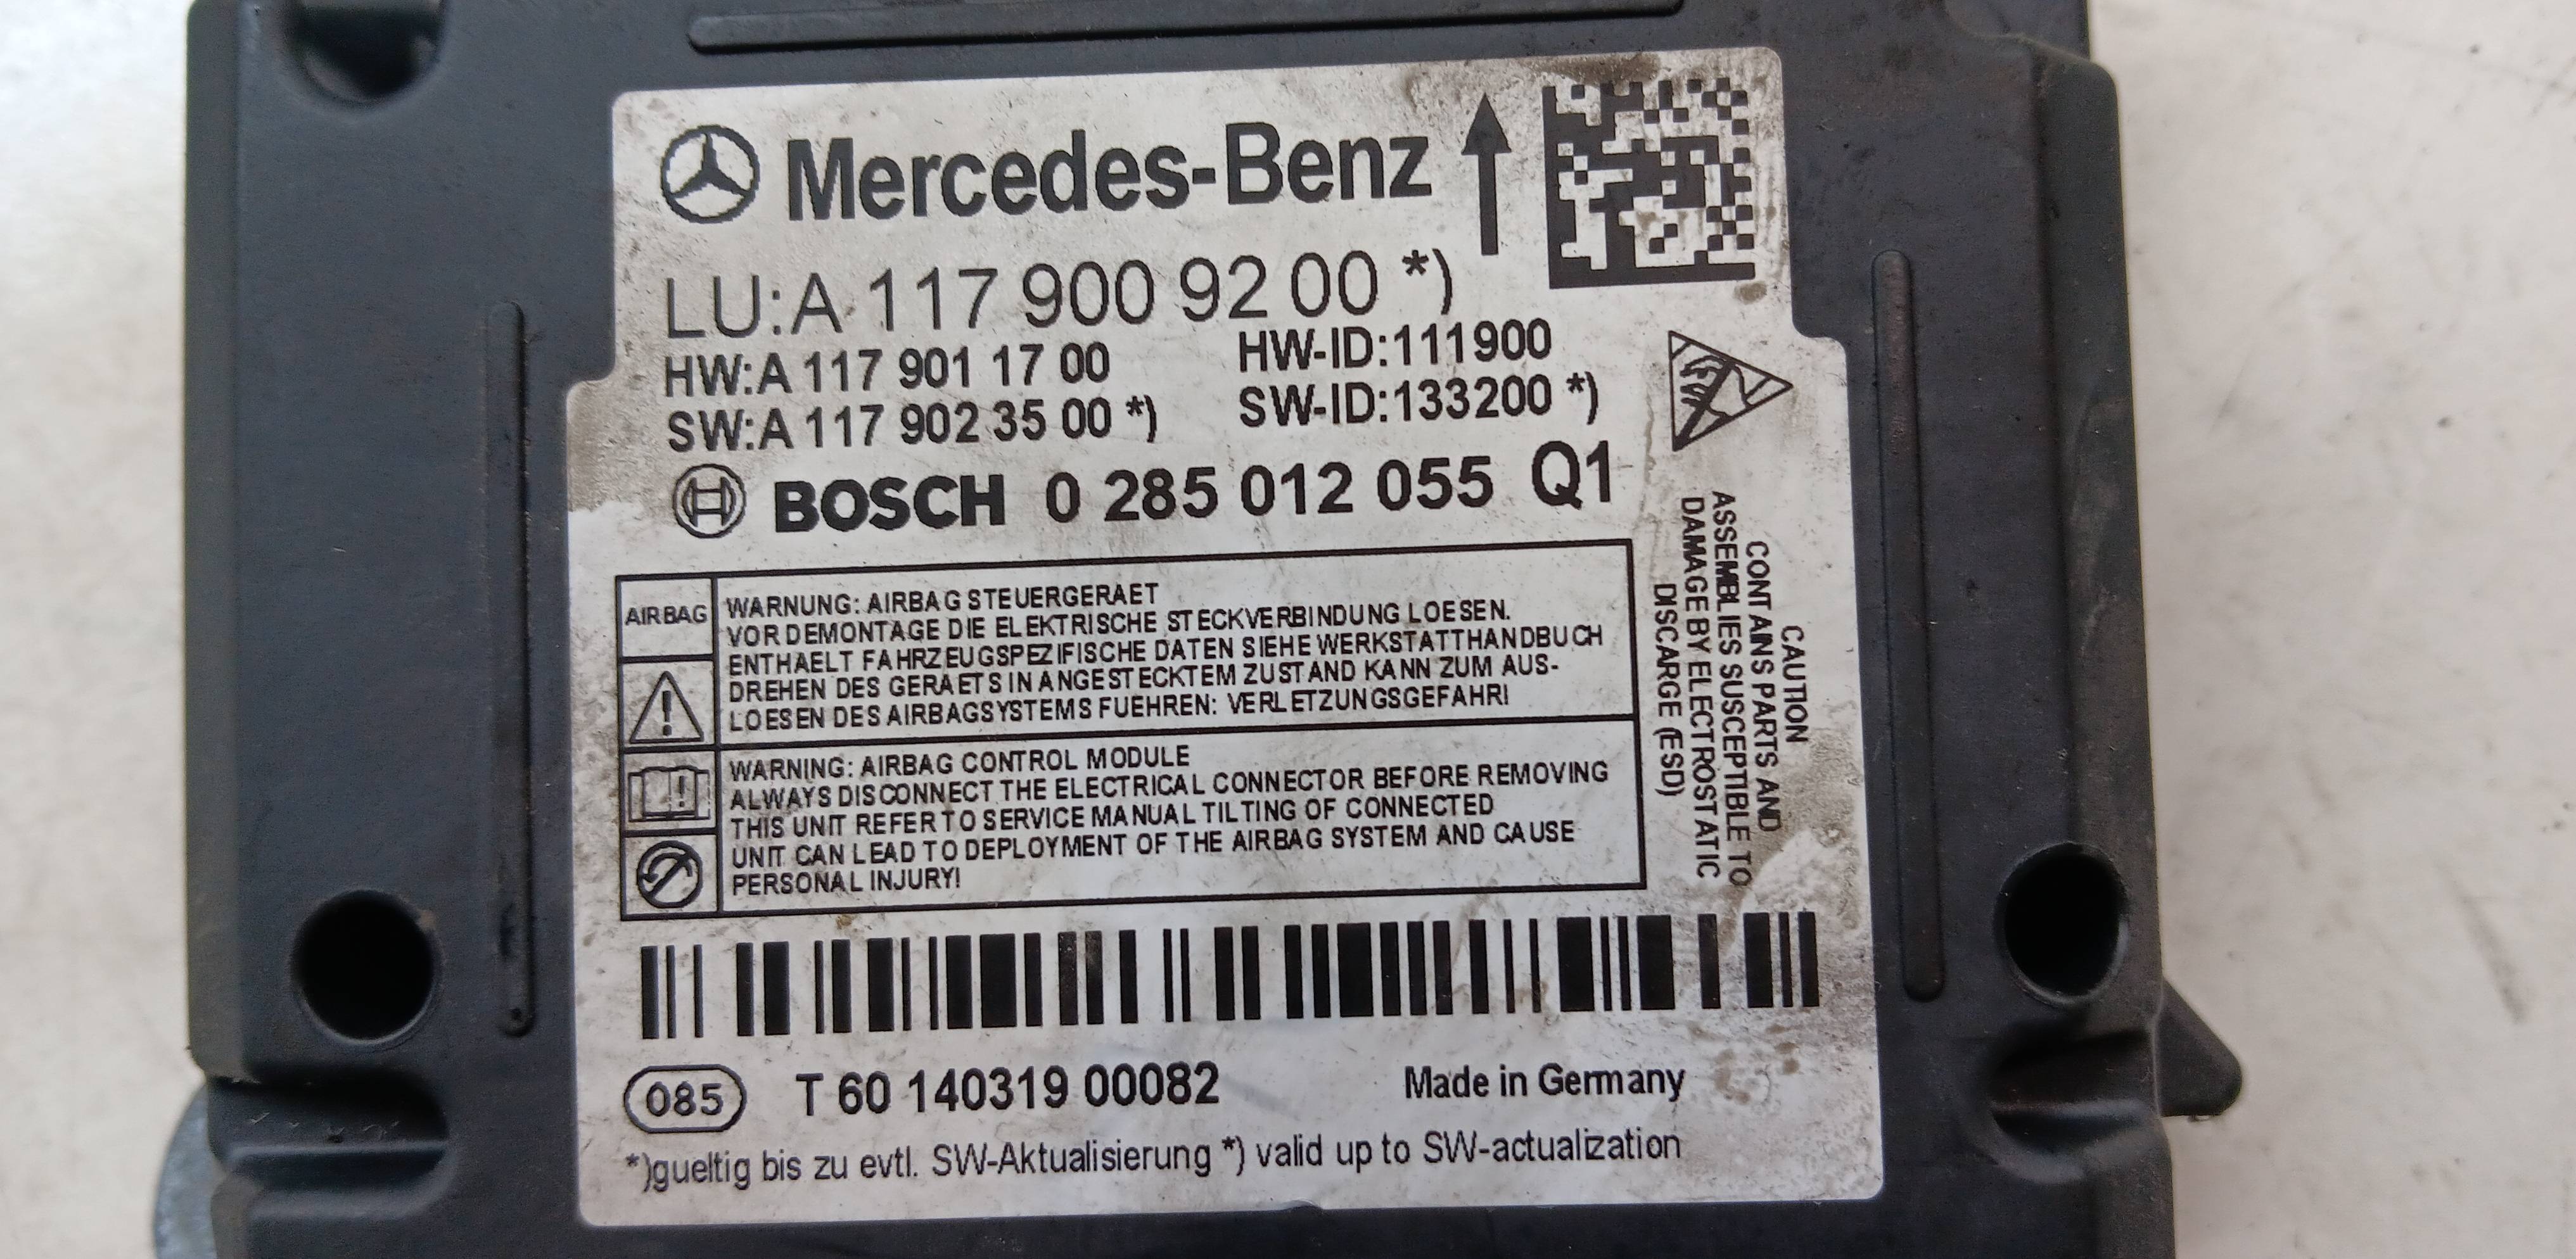 Mercedes-Benz
LU:A 117 900 92 00 *)
HW:A 117 901 17 00 HW-ID:111900
SW:A 117 902 35 00 *) SW-ID:133200 *)
BOSCH 0 285 012 055 Q1
AIRBAG
WARNUNG: AIRBAG STEUERGERAET
VOR DEMONTAGE DIE ELEKTRISCHE STECKVERBINDUNG LOESEN.
ENTHAELT FAHRZEUGSPEZIFISCHE DATEN SIEHE WERKSTATTHANDBUCH
DREHEN DES GERAETS IN ANGESTECKTEM ZUSTAND KANN ZUM AUS-
LOESEN DES AIRBAGSYSTEMS FUEHREN: VERLETZUNGSGEFAHR!
WARNING: AIRBAG CONTROL MODULE
ALWAYS DISCONNECT THE ELECTRICAL CONNECTOR BEFORE REMOVING
THIS UNIT REFER TO SERVICE MANUAL TILTING OF CONNECTED
UNIT CAN LEAD TO DEPLOYMENT OF THE AIRBAG SYSTEM AND CAUSE
PERSONAL INJURY!
CAUTION
CONTAINS PARTS AND
ASSEMBLIES SUSCEPTIBLE TO
DAMAGE BY ELECTROSTATIC
DISCARGE (ESD)
085 T 60 140319 00082 Made in Germany
*)gueltig bis zu evtl. SW-Aktualisierung *) valid up to SW-actualization